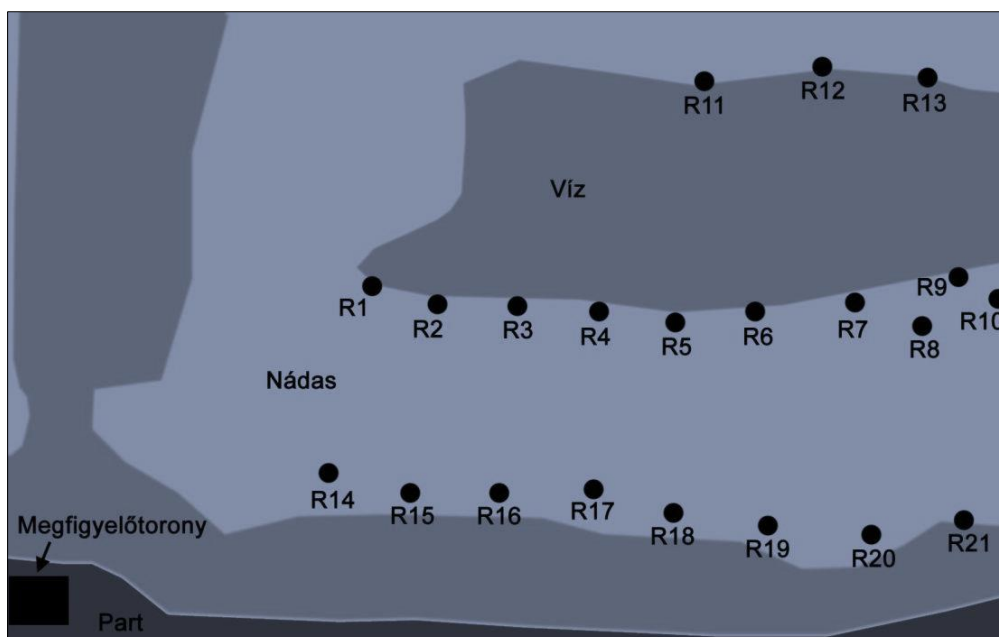 R11
R12
R13
Víz
R1
R2
R3
R4
R5
R6
R7
R8
R9
R10
Nádas
R14
R15
R16
R17
R18
R19
R20
R21
Megfigyelőtorony
Part